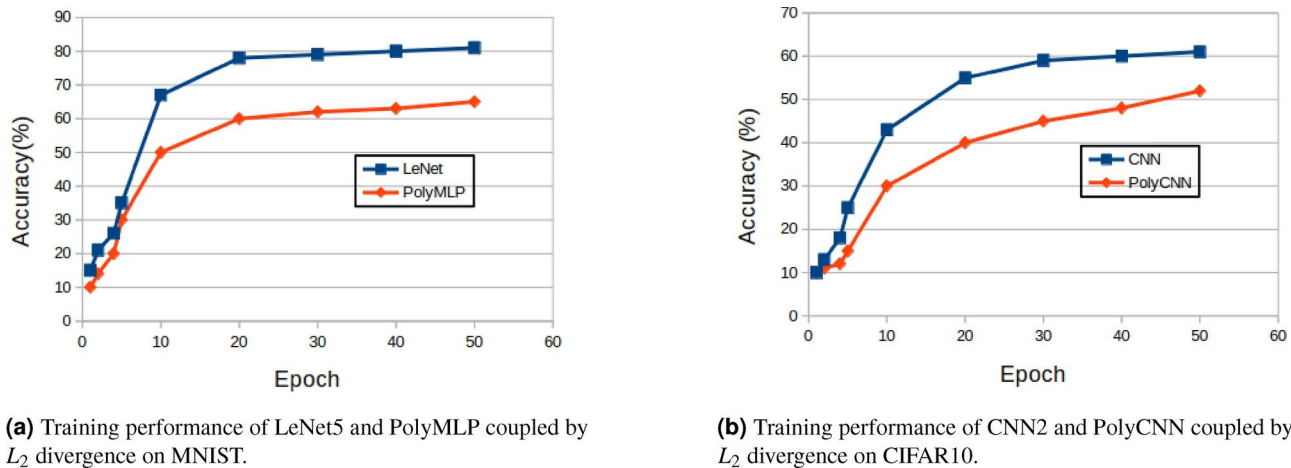 90
80
70
60
50
40
30
20
10
0
Accuracy(%)
LeNet
PolyMLP
0 10 20 30 40 50 60
Epoch
(a) Training performance of LeNet5 and PolyMLP coupled by
L2 divergence on MNIST.
70
60
50
40
30
20
10
0
Accuracy (%)
CNN
PolyCNN
0 10 20 30 40 50 60
Epoch
(b) Training performance of CNN2 and PolyCNN coupled by
L2 divergence on CIFAR10.